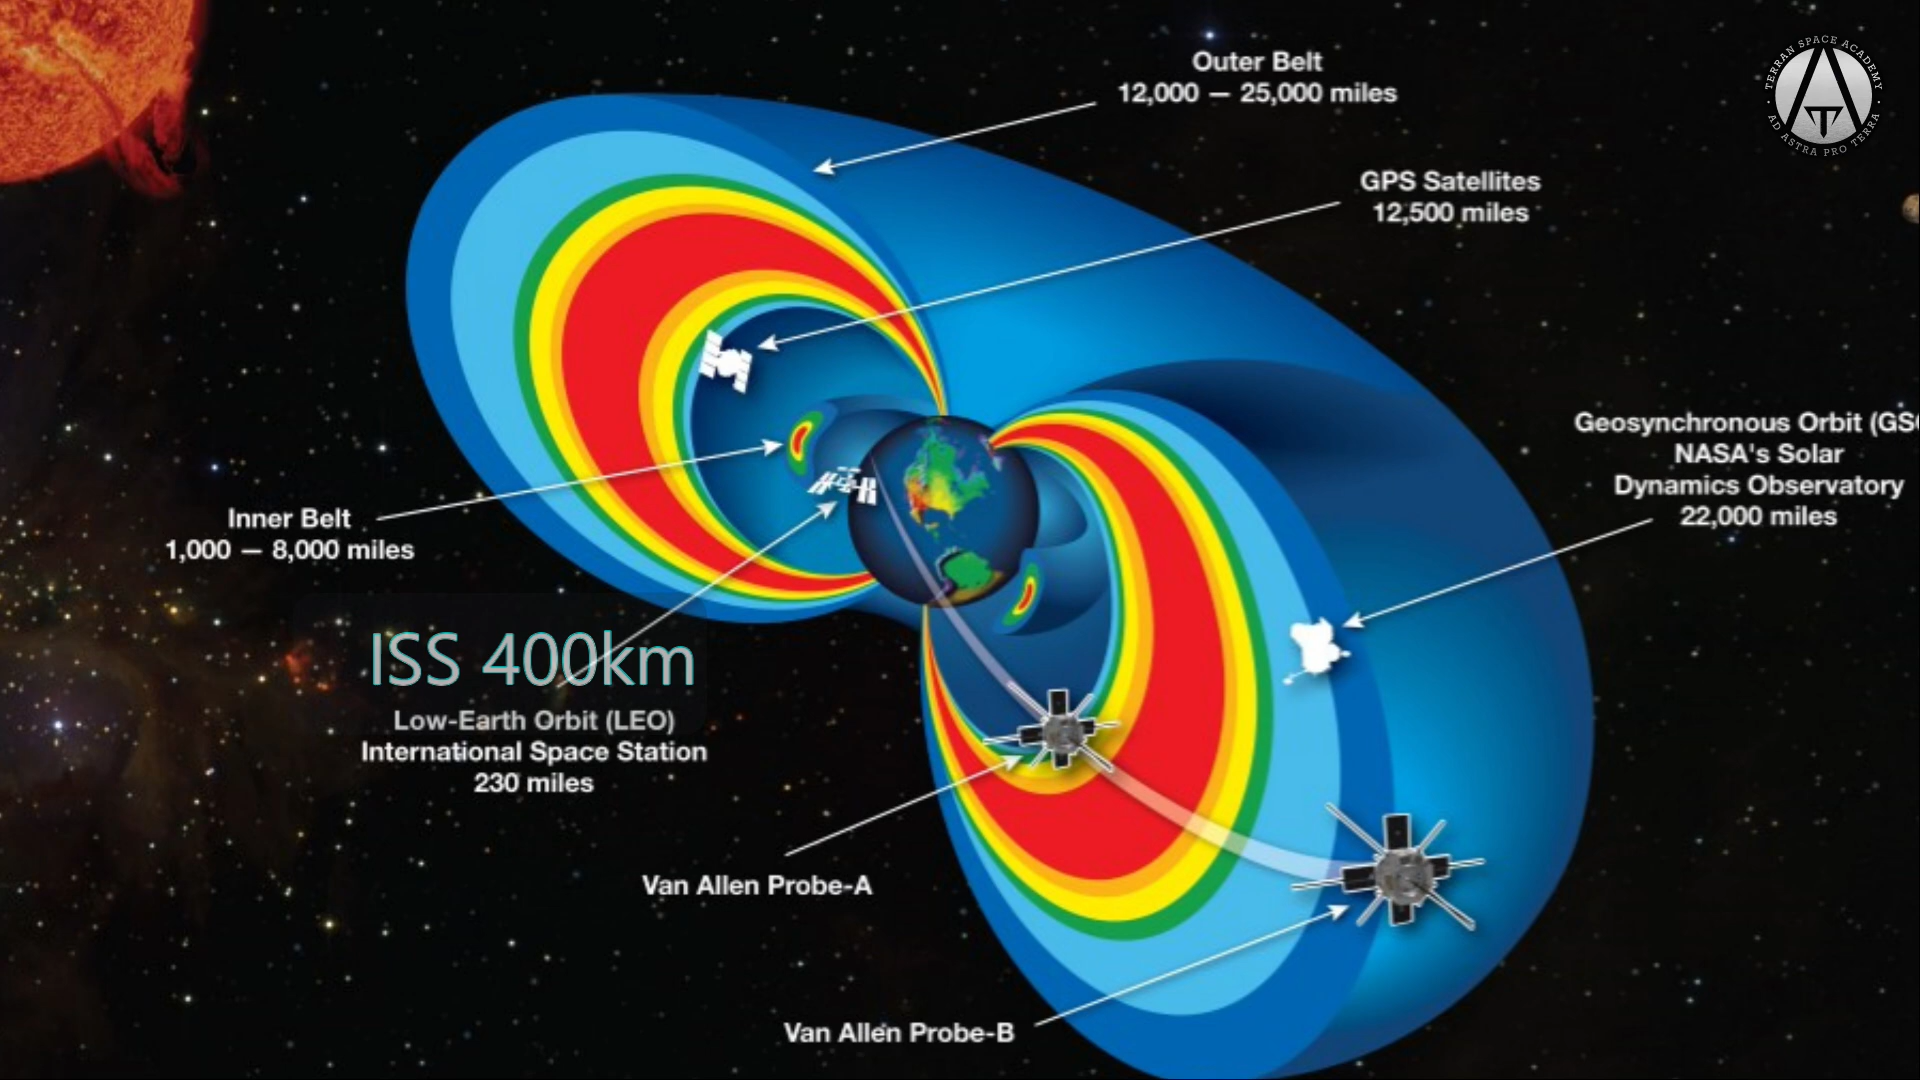 Outer Belt
12,000 — 25,000 miles
TERRAN SPACE ACADEMY
AD ASTRA PRO TERRA
GPS Satellites
12,500 miles
Geosynchronous Orbit (GS
NASA's Solar
Dynamics Observatory
22,000 miles
Inner Belt
1,000 — 8,000 miles
ISS 400km
Low-Earth Orbit (LEO)
International Space Station
230 miles
Van Allen Probe-A
Van Allen Probe-B